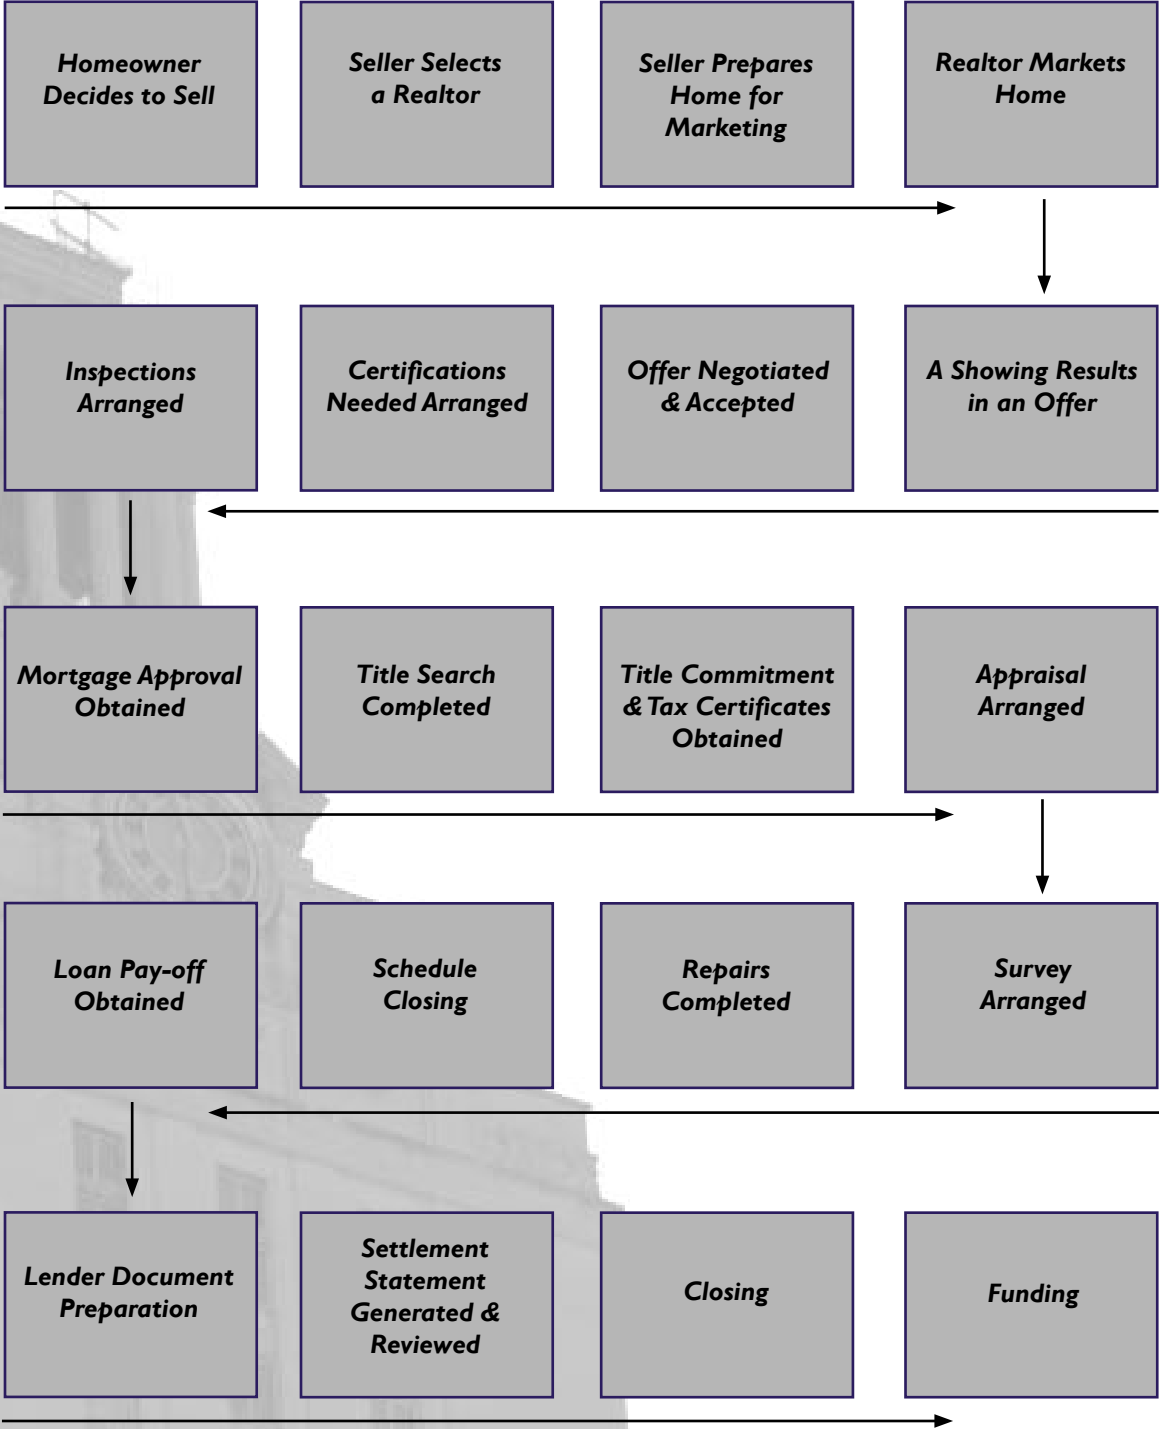 Homeowner
Decides to Sell
Seller Selects
a Realtor
Seller Prepares
Home for
Marketing
Realtor Markets
Home
A Showing Results
in an Offer
Offer Negotiated
& Accepted
Certifications
Needed Arranged
Inspections
Arranged
Mortgage Approval
Obtained
Title Search
Completed
Title Commitment
& Tax Certificates
Obtained
Appraisal
Arranged
Survey
Arranged
Repairs
Completed
Schedule
Closing
Loan Pay-off
Obtained
Lender Document
Preparation
Settlement
Statement
Generated &
Reviewed
Closing
Funding